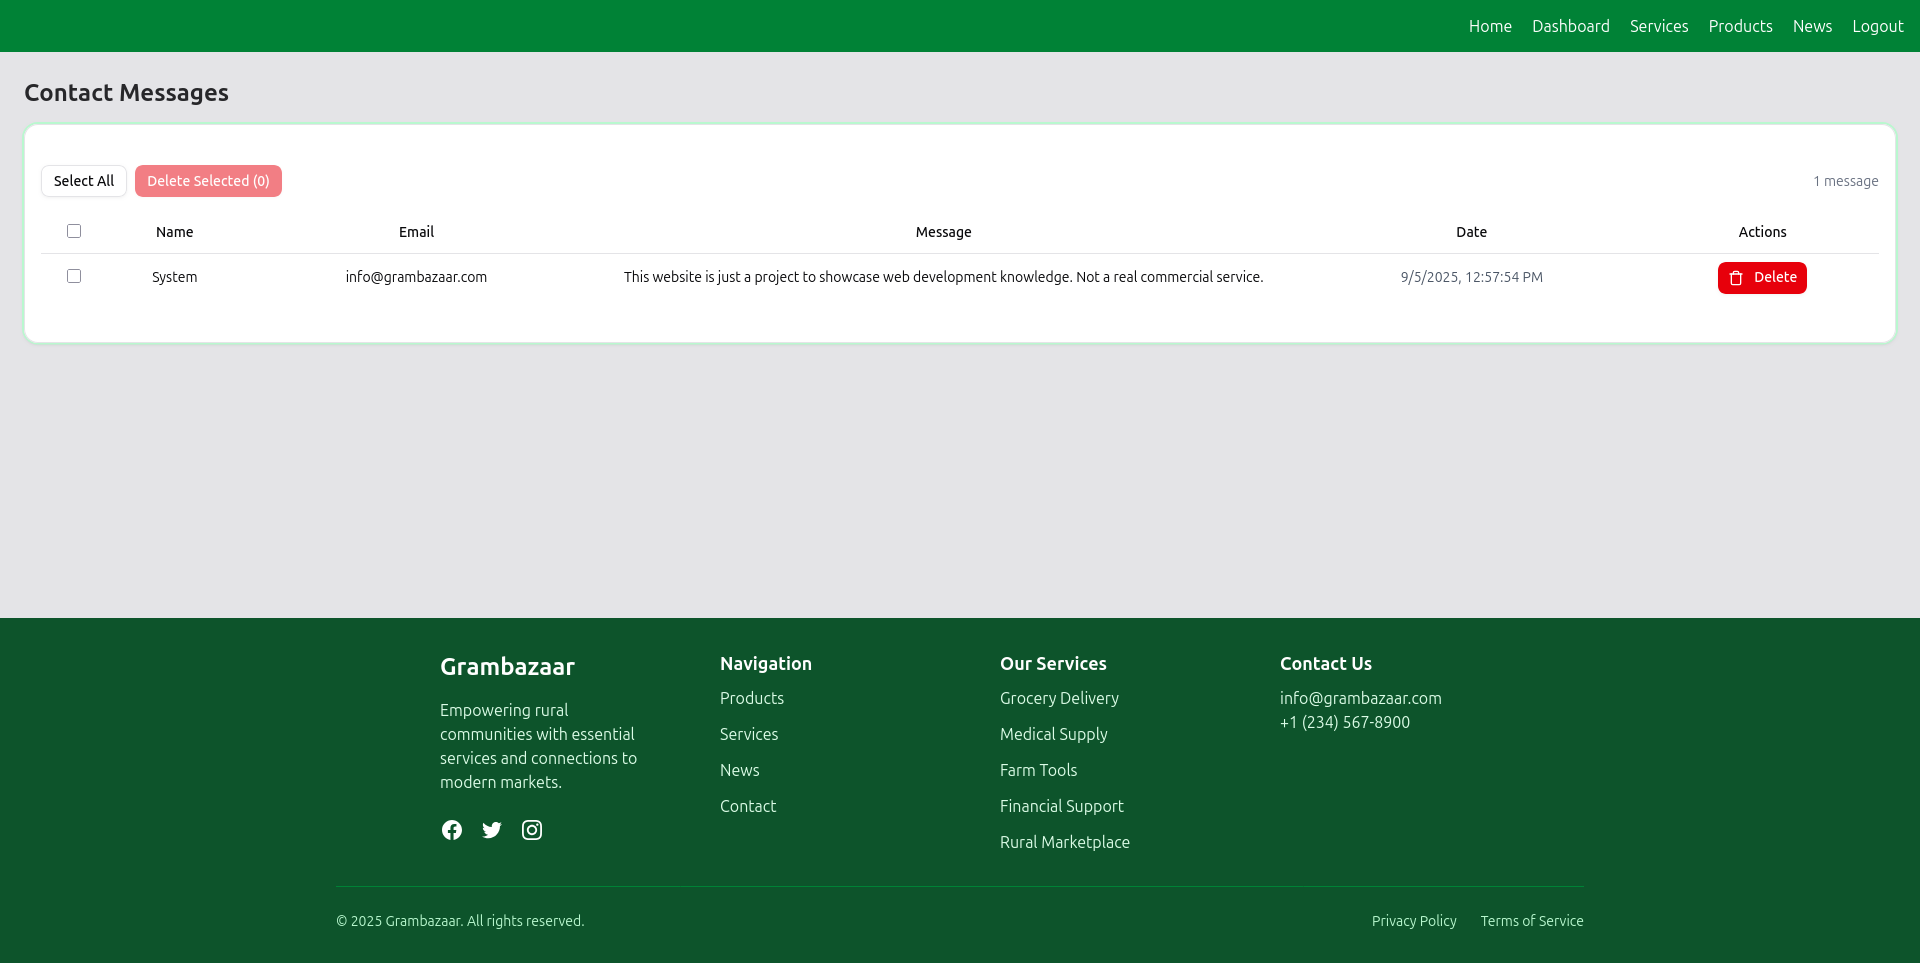 Home Dashboard Services Products News Logout
Contact Messages
Select All Delete Selected (0) 1 message
Name Email Message Date Actions
System info@grambazaar.com This website is just a project to showcase web development knowledge. Not a real commercial service. 9/5/2025, 12:57:54 PM Delete
Grambazaar
Empowering rural
communities with essential
services and connections to
modern markets.
Navigation
Products
Services
News
Contact
Our Services
Grocery Delivery
Medical Supply
Farm Tools
Financial Support
Rural Marketplace
Contact Us
info@grambazaar.com
+1 (234) 567-8900
© 2025 Grambazaar. All rights reserved.
Privacy Policy Terms of Service